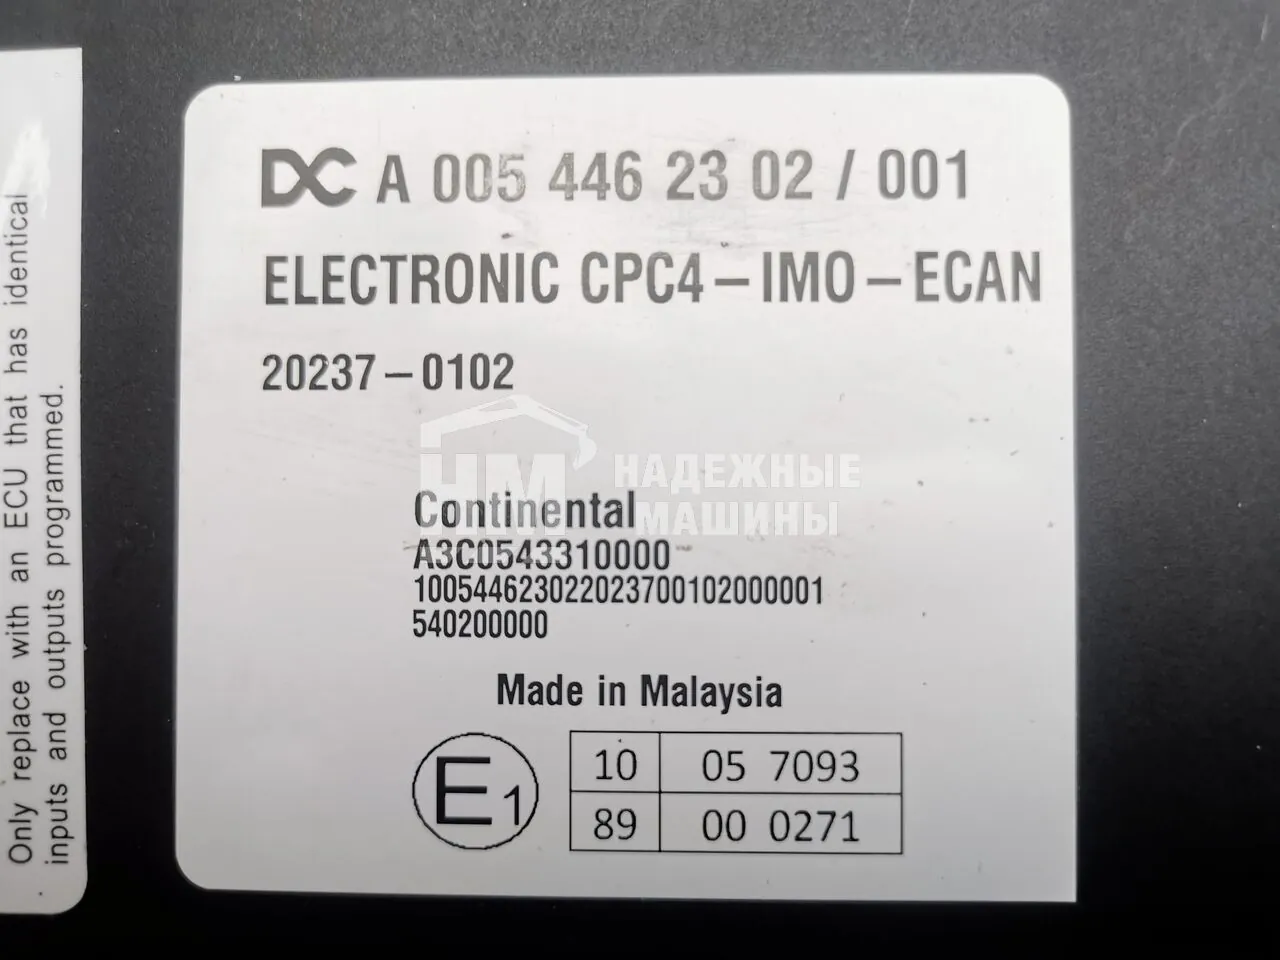 Only replace with an ECU that has identical
inputs and outputs programmed.
DC A 005 446 23 02 / 001
ELECTRONIC CPC4-IMO-ECAN
20237-0102
НМ НАДЕЖНЫЕ
МАШИНЫ
Continental
A3C0543310000
10054462302202370010200​0001
540200000
Made in Malaysia
E1
10 05 7093
89 00 0271